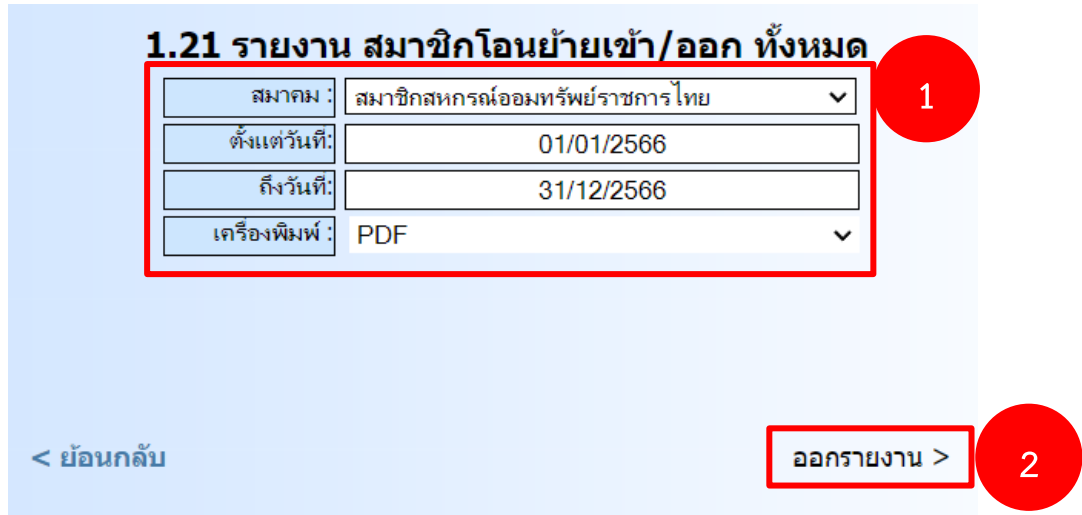 1.21 รายงาน สมาชิกโอนย้ายเข้า/ออก ทั้งหมด
สมาคม : สมาชิกสหกรณ์ออมทรัพย์ราชการไทย
1
ตั้งแต่วันที่: 01/01/2566
ถึงวันที่: 31/12/2566
เครื่องพิมพ์ : PDF
< ย้อนกลับ
ออกรายงาน >
2